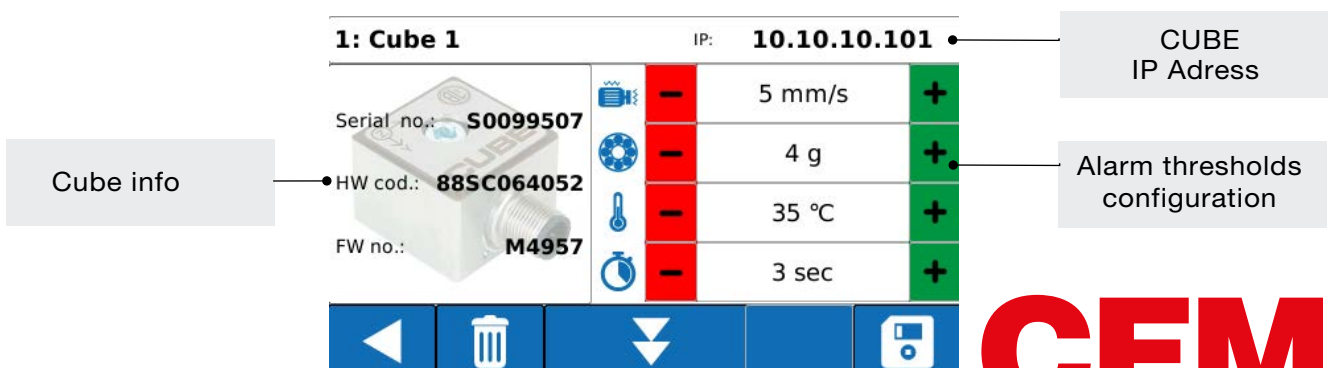 1: Cube 1
IP: 10.10.10.101
CUBE
IP Adress
5 mm/s
Serial no.: S0099507
CUBE
4 g
Cube info
HW cod.: 88SC064052
Alarm thresholds
configuration
35 °C
FW no.: M4957
3 sec
CEM